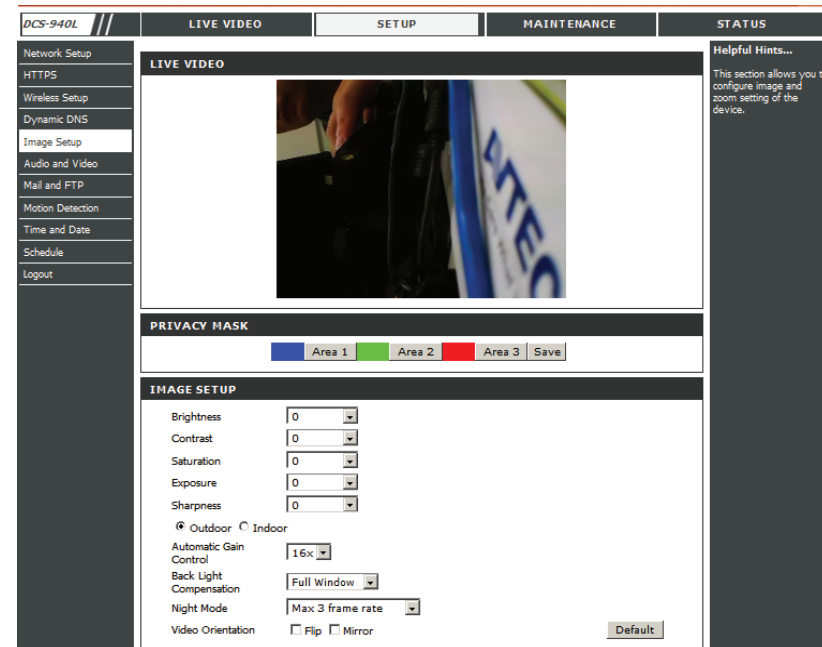 DCS-940L
LIVE VIDEO
SETUP
MAINTENANCE
STATUS
Network Setup
HTTPS
Wireless Setup
Dynamic DNS
Image Setup
Audio and Video
Mail and FTP
Motion Detection
Time and Date
Schedule
Logout
LIVE VIDEO
PRIVACY MASK
Area 1 Area 2 Area 3 Save
IMAGE SETUP
Brightness 0
Contrast 0
Saturation 0
Exposure 0
Sharpness 0
Outdoor Indoor
Automatic Gain
Control 16x
Back Light
Compensation Full Window
Night Mode Max 3 frame rate
Video Orientation Flip Mirror Default
Helpful Hints...
This section allows you t
configure image and
zoom setting of the
device.